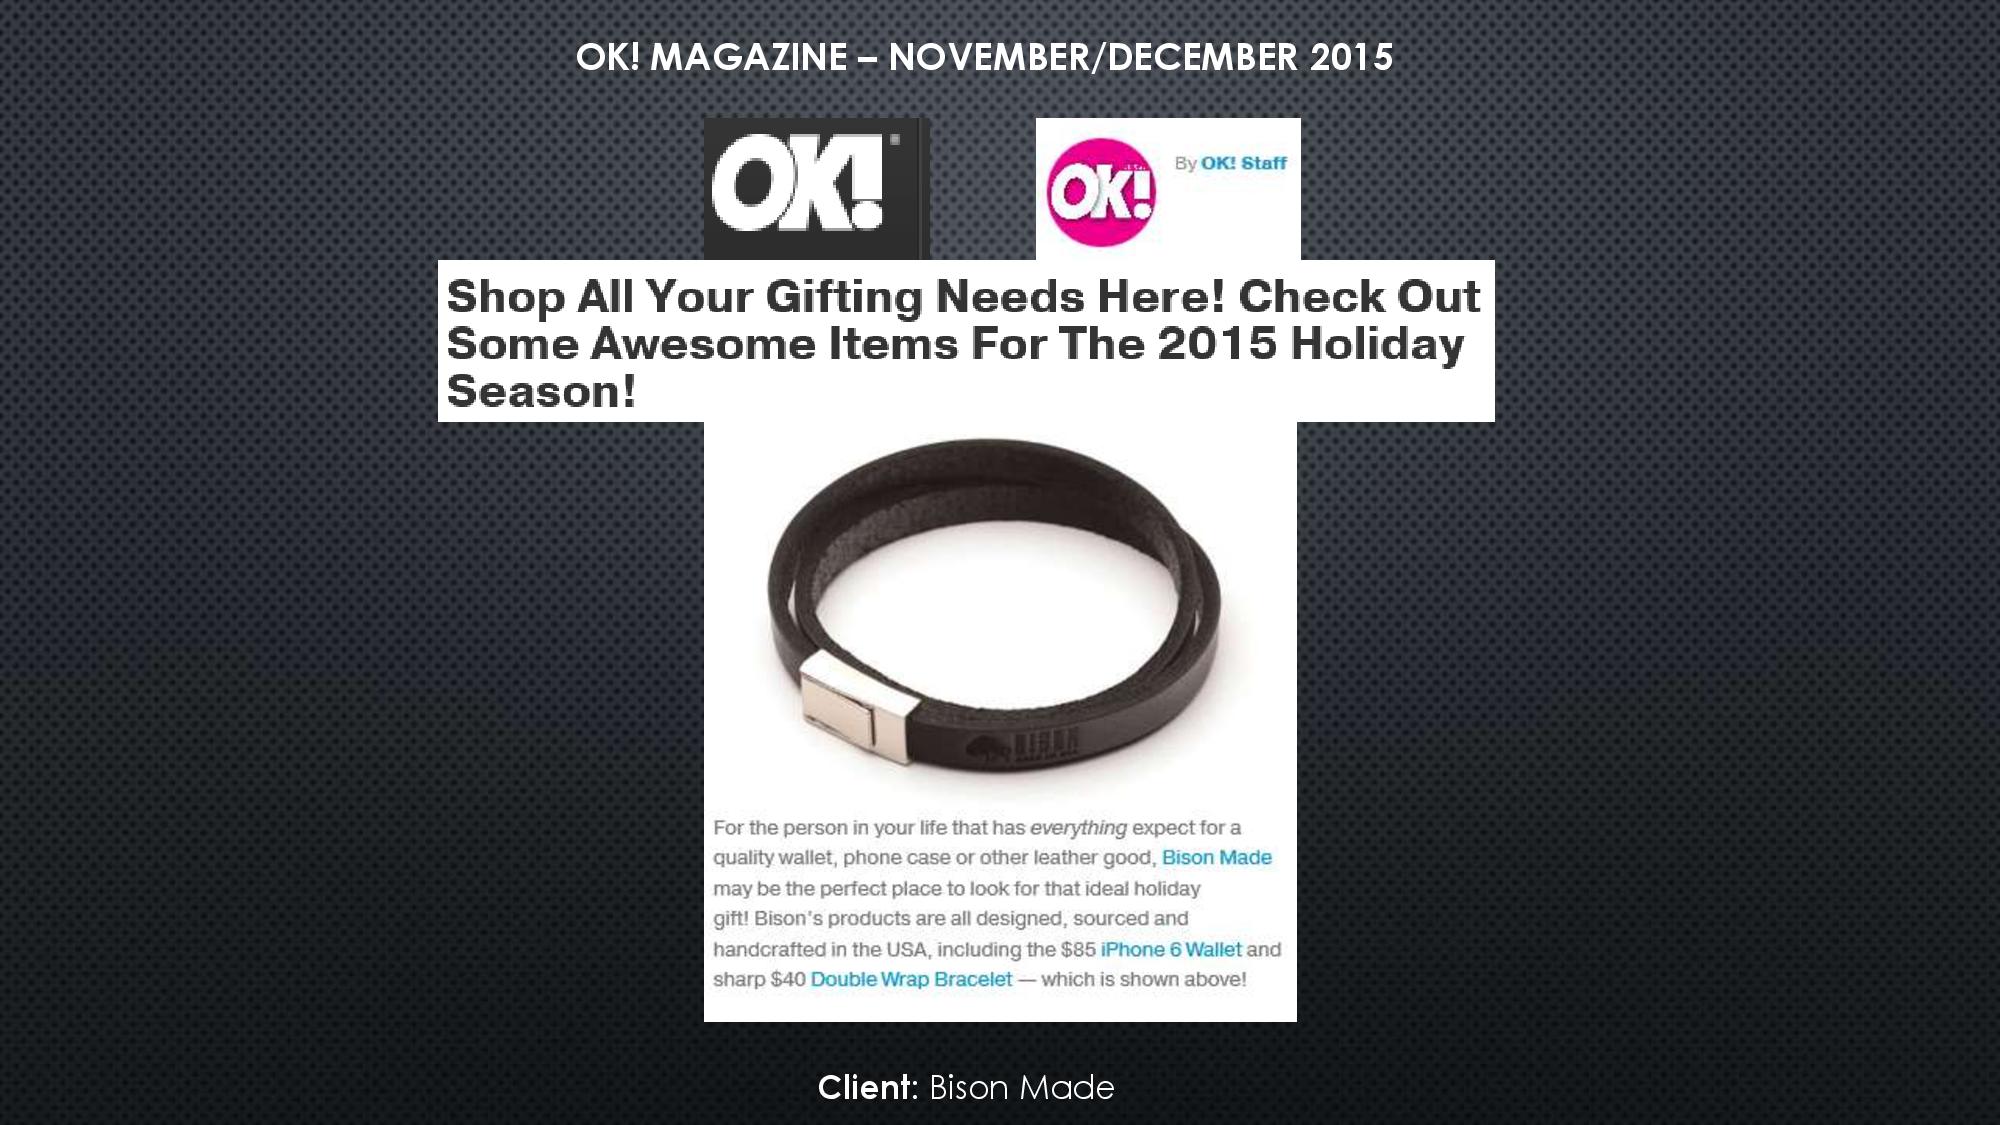 OK! MAGAZINE – NOVEMBER/DECEMBER 2015
OK!
OK!
By OK! Staff
Shop All Your Gifting Needs Here! Check Out
Some Awesome Items For The 2015 Holiday
Season!
BISON
For the person in your life that has everything expect for a
quality wallet, phone case or other leather good, Bison Made
may be the perfect place to look for that ideal holiday
gift! Bison's products are all designed, sourced and
handcrafted in the USA, including the $85 iPhone 6 Wallet and
sharp $40 Double Wrap Bracelet — which is shown above!
Client: Bison Made